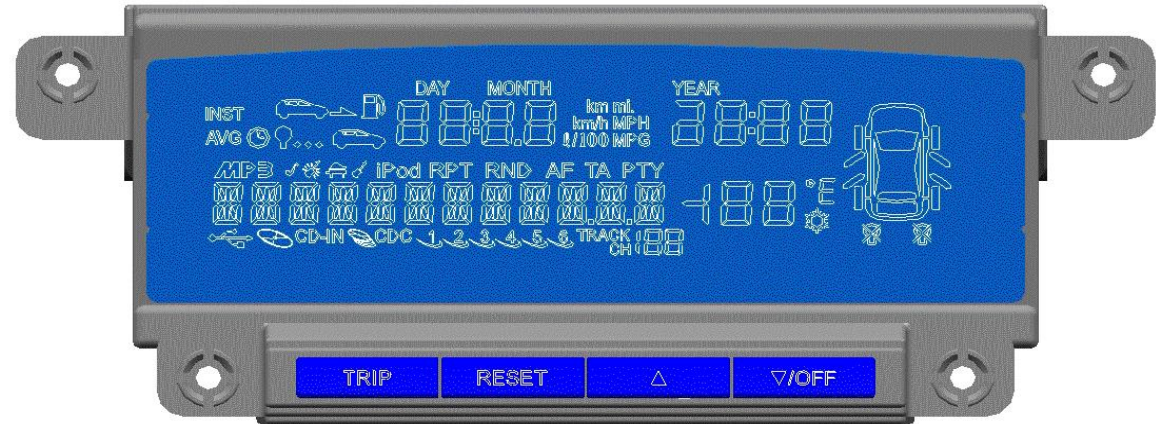 DAY MONTH YEAR
INST km mi.
km/h MPH
AVG ℓ/100 MPG
MP3 iPod RPT RND AF TA PTY
CD-IN CDC 1 2 3 4 5 6 TRACK
CH
TRIP RESET △ ▽/OFF